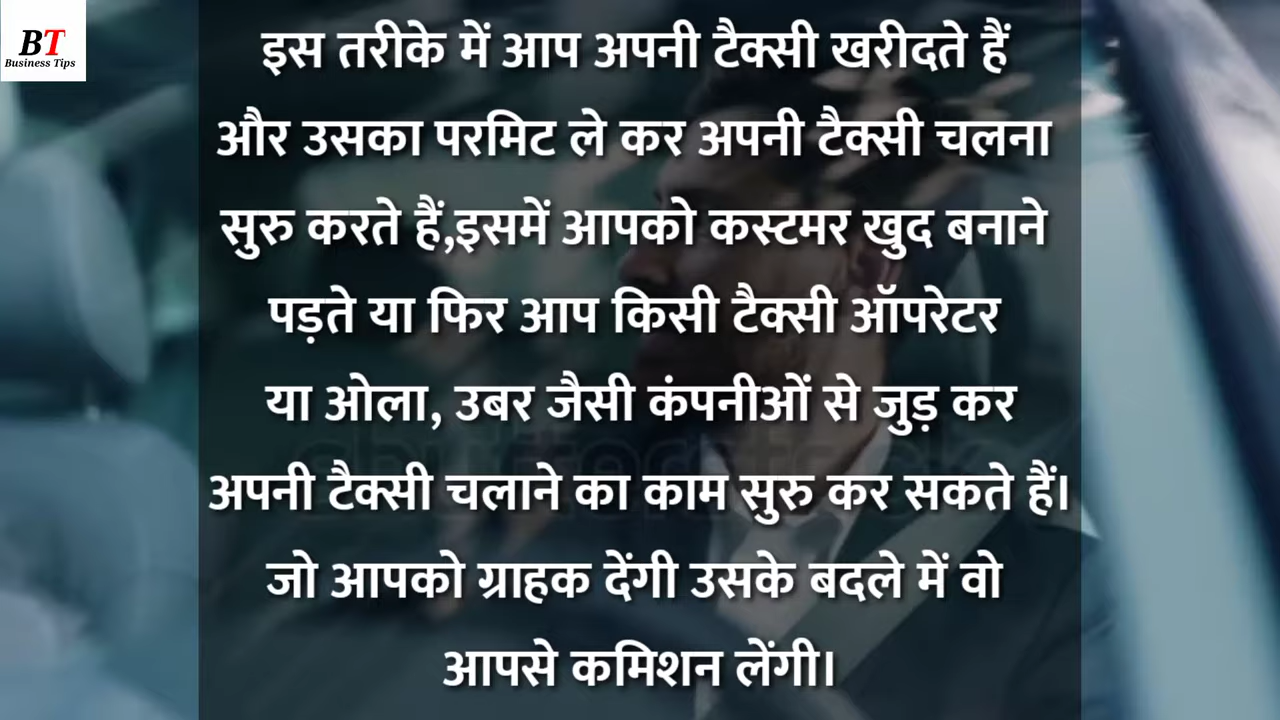 BT
Business Tips
इस तरीके में आप अपनी टैक्सी खरीदते हैं
और उसका परमिट ले कर अपनी टैक्सी चलना
सुरु करते हैं,इसमें आपको कस्टमर खुद बनाने
पड़ते या फिर आप किसी टैक्सी ऑपरेटर
या ओला, उबर जैसी कंपनीओं से जुड़ कर
अपनी टैक्सी चलाने का काम सुरु कर सकते हैं।
जो आपको ग्राहक देंगी उसके बदले में वो
आपसे कमिशन लेंगी।